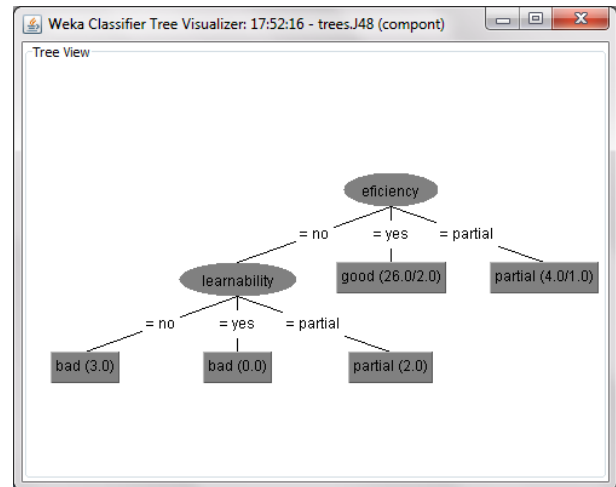 Weka Classifier Tree Visualizer: 17:52:16 - trees.J48 (compont)
Tree View
eficiency
= no = yes = partial
learnability good (26.0/2.0) partial (4.0/1.0)
= no = yes = partial
bad (3.0) bad (0.0) partial (2.0)